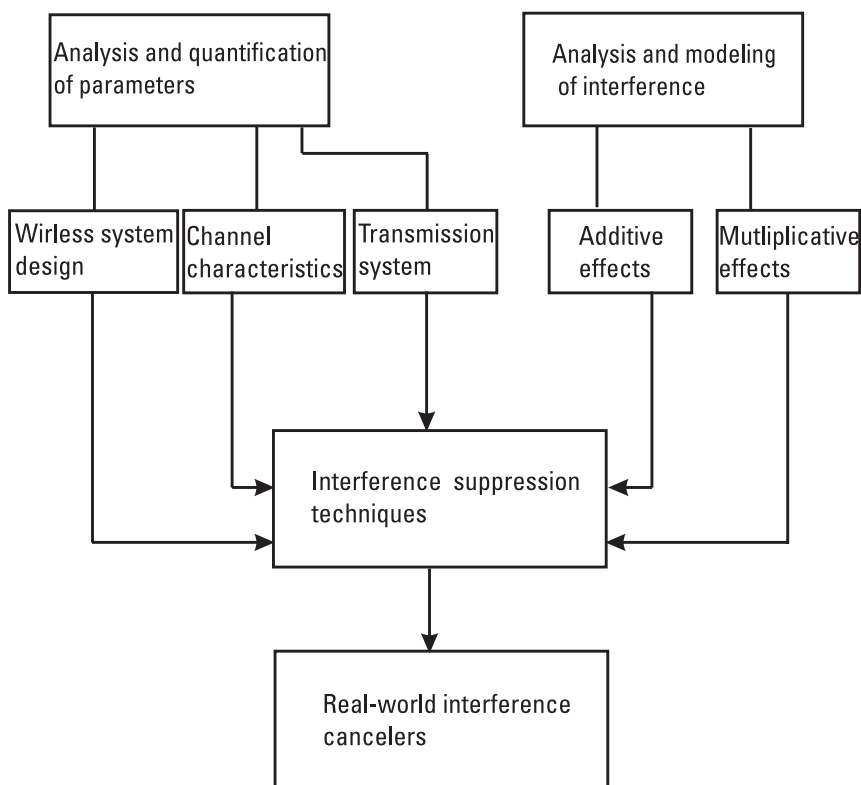 Analysis and quantification
of parameters
Analysis and modeling
of interference
Wirless system
design
Channel
characteristics
Transmission
system
Additive
effects
Mutliplicative
effects
Interference suppression
techniques
Real-world interference
cancelers